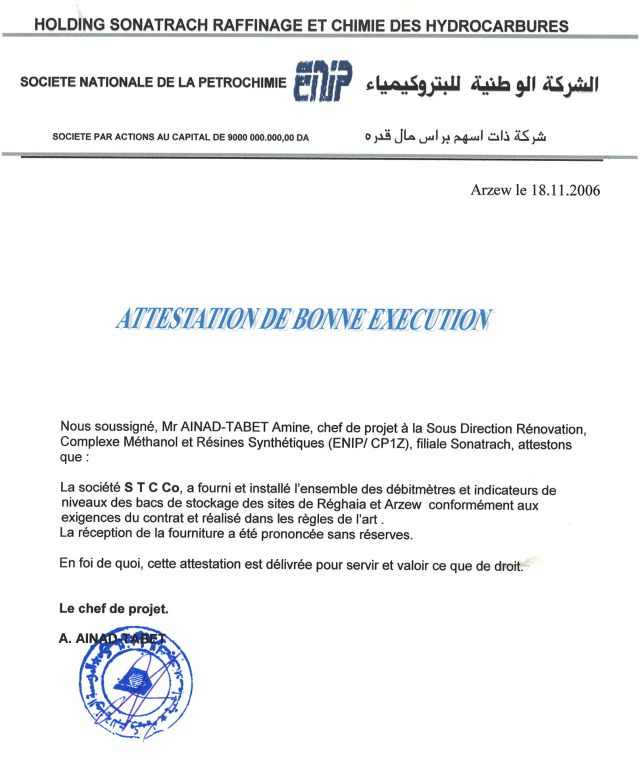 HOLDING SONATRACH RAFFINAGE ET CHIMIE DES HYDROCARBURES
SOCIETE NATIONALE DE LA PETROCHIMIE ENIP الشركة الوطنية للبتروكيمياء
SOCIETE PAR ACTIONS AU CAPITAL DE 9000 000.000,00 DA شركة ذات اسهم براس مال قدره
Arzew le 18.11.2006
ATTESTATION DE BONNE EXECUTION
Nous soussigné, Mr AINAD-TABET Amine, chef de projet à la Sous Direction Rénovation,
Complexe Méthanol et Résines Synthétiques (ENIP/ CP1Z), filiale Sonatrach, attestons
que :
La société S T C Co, a fourni et installé l'ensemble des débitmètres et indicateurs de
niveaux des bacs de stockage des sites de Réghaia et Arzew conformément aux
exigences du contrat et réalisé dans les règles de l'art .
La réception de la fourniture a été prononcée sans réserves.
En foi de quoi, cette attestation est délivrée pour servir et valoir ce que de droit.
Le chef de projet.
A. AINAD-TABET